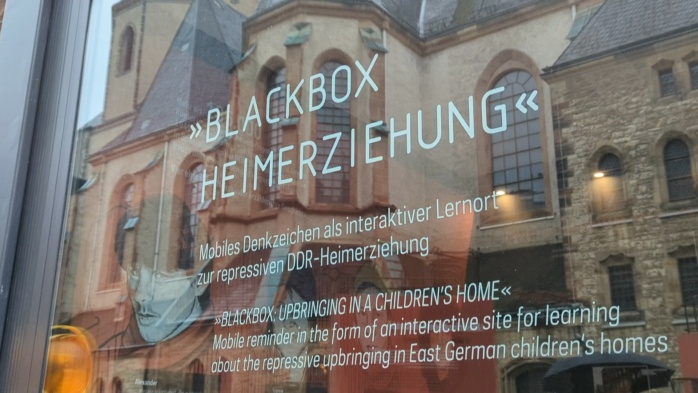 »BLACKBOX
HEIMERZIEHUNG«
Mobiles Denkzeichen als interaktiver Lernort
zur repressiven DDR-Heimerziehung
»BLACKBOX: UPBRINGING IN A CHILDREN'S HOME«
Mobile reminder in the form of an interactive site for learning
about the repressive upbringing in East German children's homes
Alexander